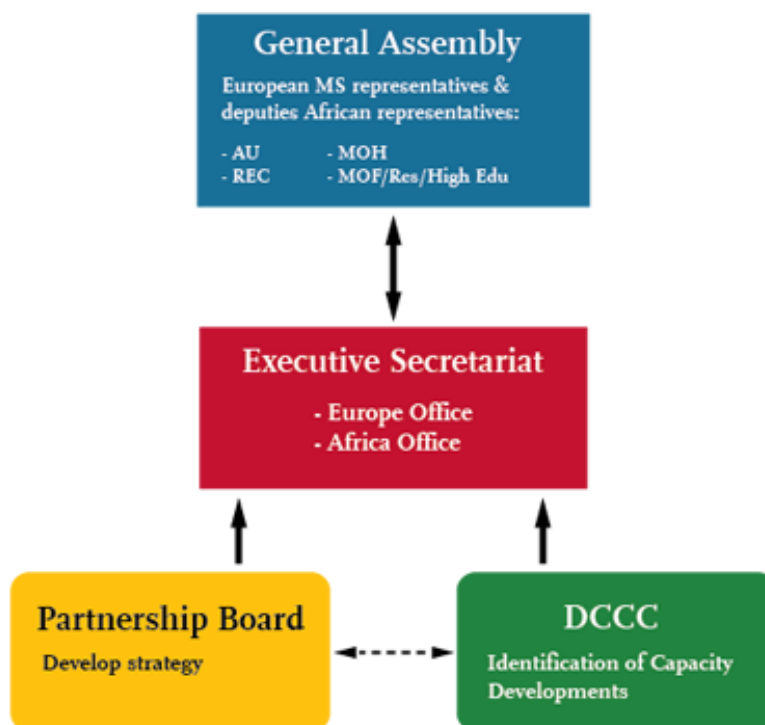 General Assembly
European MS representatives &
deputies African representatives:
- AU - MOH
- REC - MOF/Res/High Edu
Executive Secretariat
- Europe Office
- Africa Office
Partnership Board
Develop strategy
DCCC
Identification of Capacity
Developments